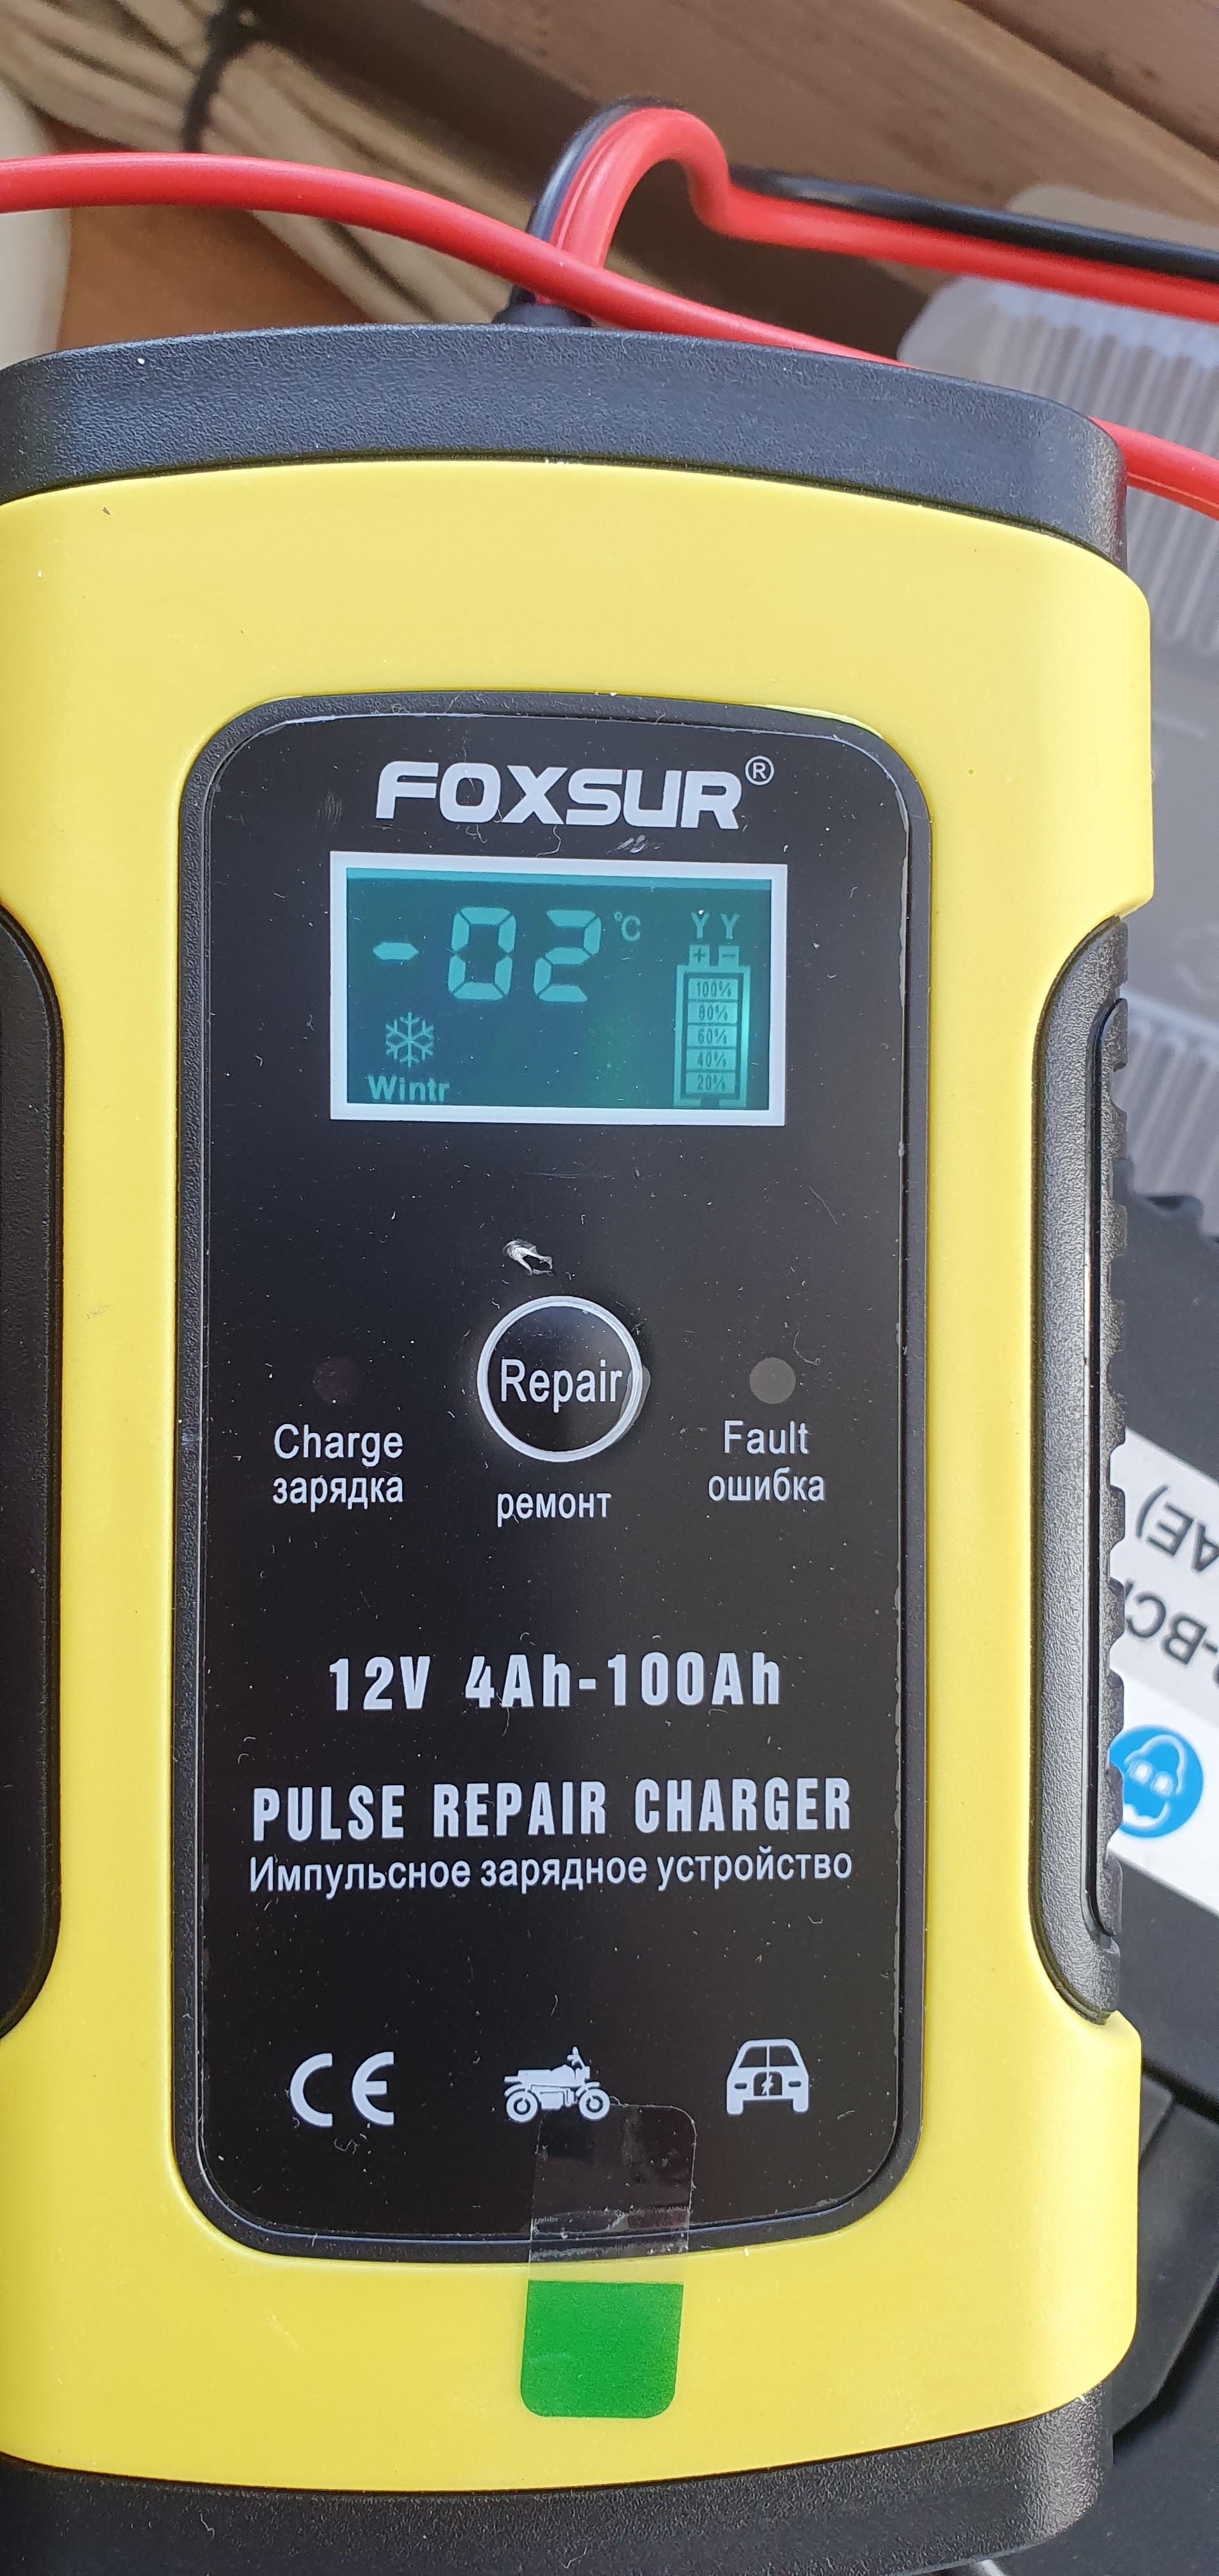 FOXSUR®
-02 °C
Wintr
+ -
100%
80%
60%
40%
20%
Repair
Charge
зарядка
ремонт
Fault
ошибка
12V 4Ah-100Ah
PULSE REPAIR CHARGER
Импульсное зарядное устройство
CE